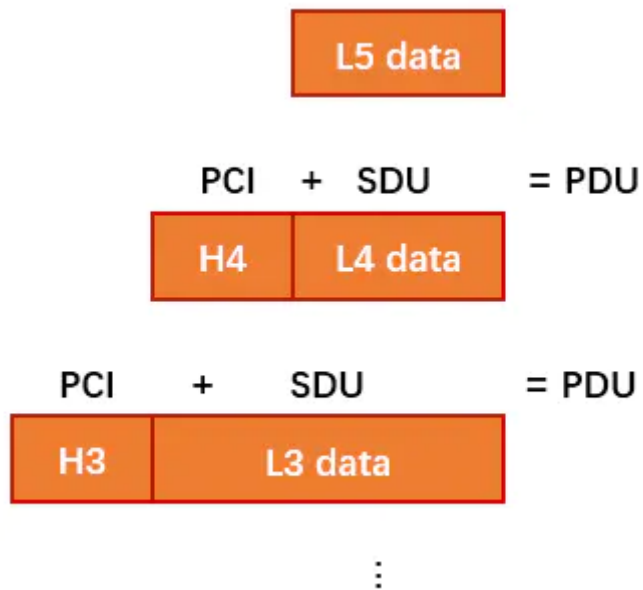 L5 data
PCI + SDU = PDU
H4 L4 data
PCI + SDU = PDU
H3 L3 data
⋮